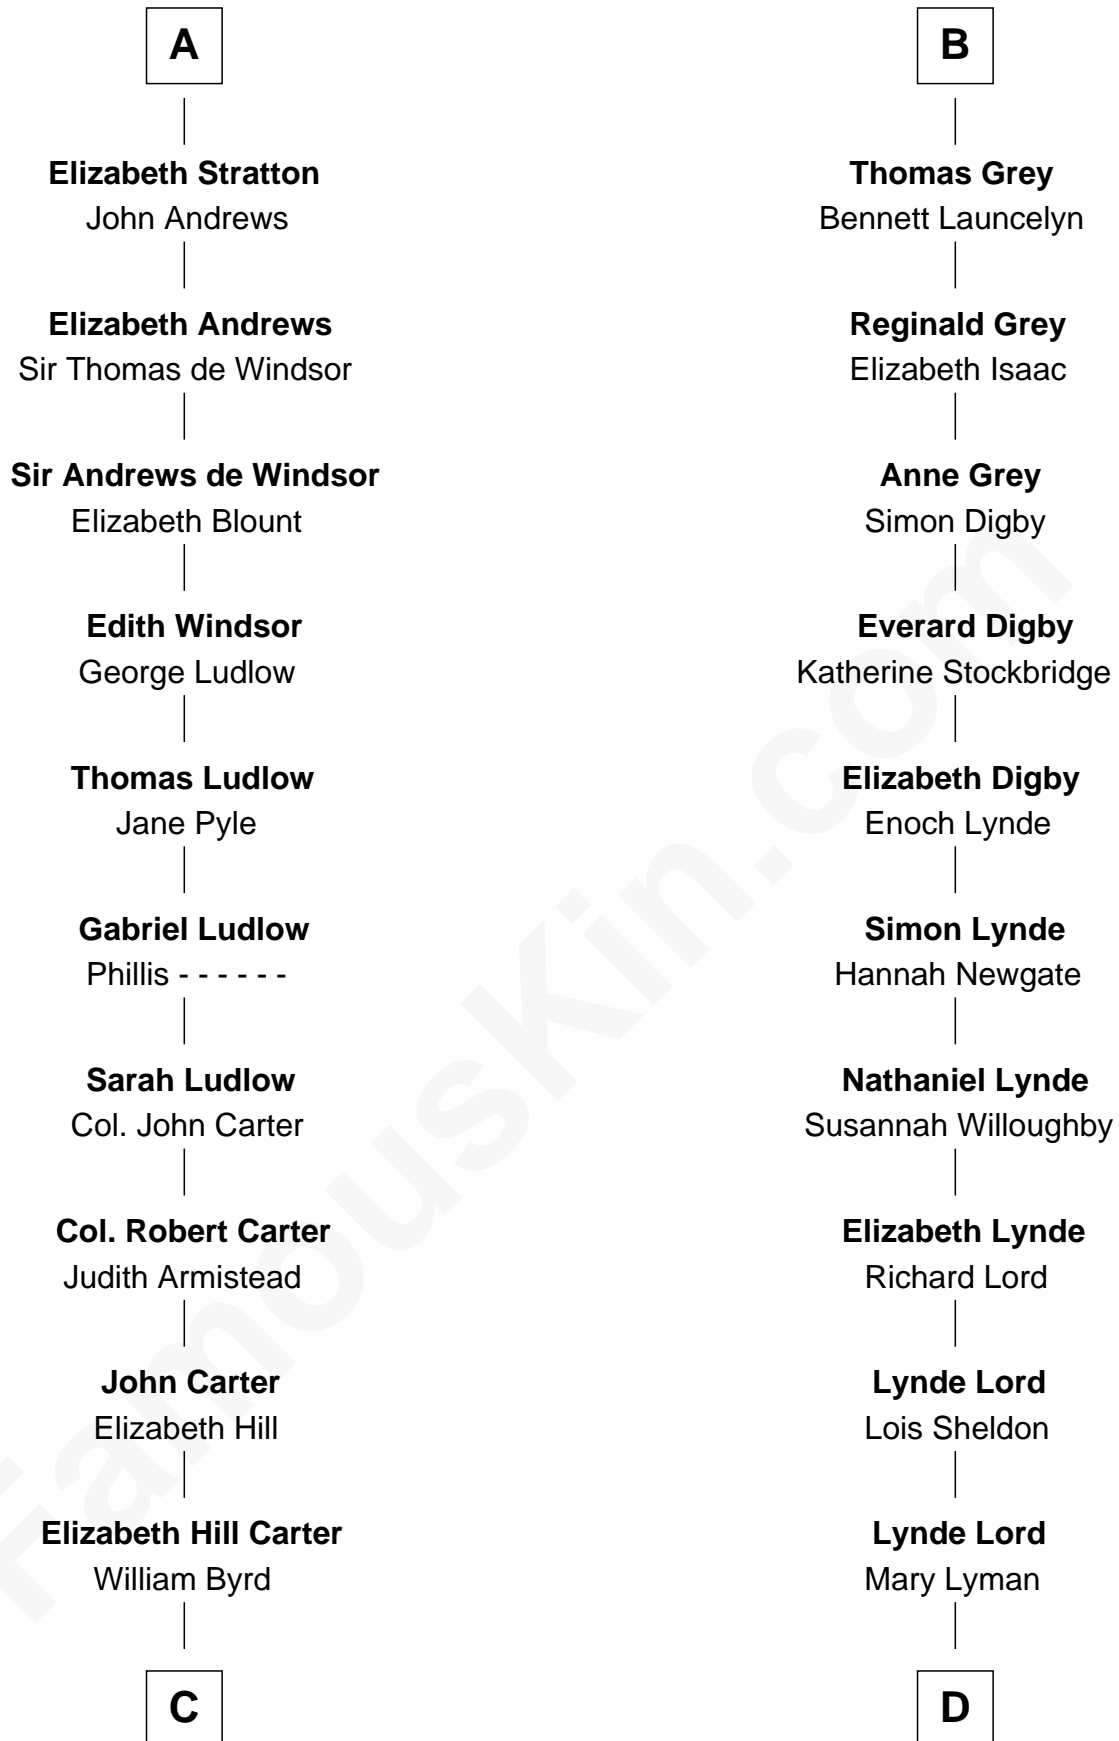 A
Elizabeth Stratton
John Andrews
Elizabeth Andrews
Sir Thomas de Windsor
Sir Andrews de Windsor
Elizabeth Blount
Edith Windsor
George Ludlow
Thomas Ludlow
Jane Pyle
Gabriel Ludlow
Phillis - - - - - -
Sarah Ludlow
Col. John Carter
Col. Robert Carter
Judith Armistead
John Carter
Elizabeth Hill
Elizabeth Hill Carter
William Byrd
C
B
Thomas Grey
Bennett Launcelyn
Reginald Grey
Elizabeth Isaac
Anne Grey
Simon Digby
Everard Digby
Katherine Stockbridge
Elizabeth Digby
Enoch Lynde
Simon Lynde
Hannah Newgate
Nathaniel Lynde
Susannah Willoughby
Elizabeth Lynde
Richard Lord
Lynde Lord
Lois Sheldon
Lynde Lord
Mary Lyman
D
FamousKin.com